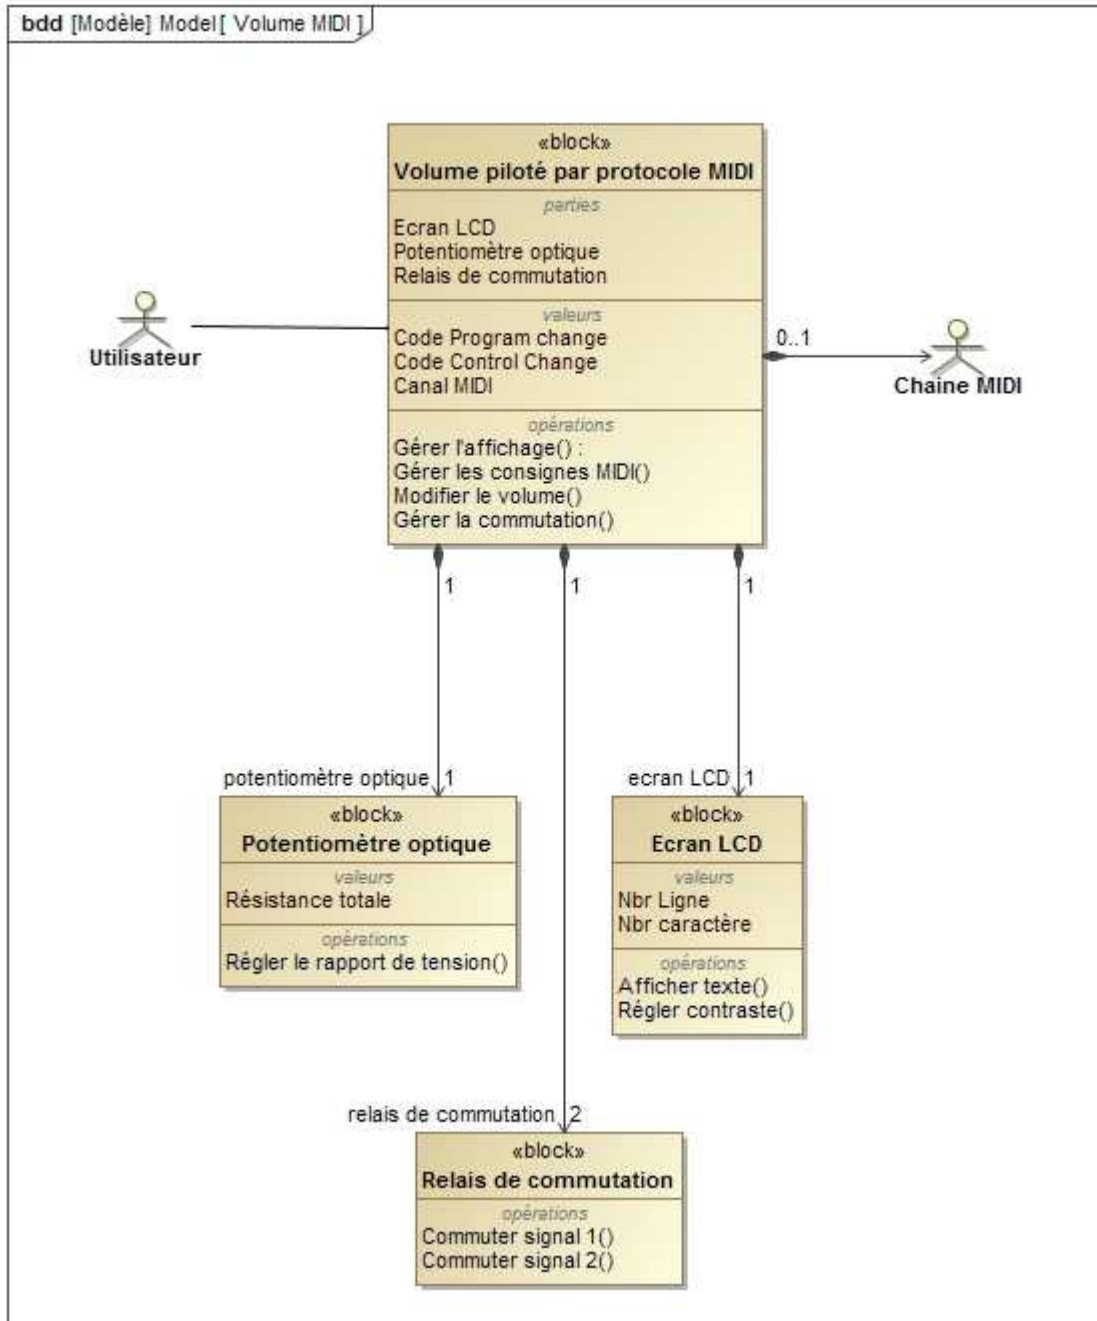 bdd [Modèle] Model [ Volume MIDI ]
«block»
Volume piloté par protocole MIDI
parties
Ecran LCD
Potentiomètre optique
Relais de commutation
valeurs
Code Program change
Code Control Change
Canal MIDI
opérations
Gérer l'affichage() :
Gérer les consignes MIDI()
Modifier le volume()
Gérer la commutation()
Utilisateur
0..1
Chaine MIDI
1
1
1
potentiomètre optique 1
«block»
Potentiomètre optique
valeurs
Résistance totale
opérations
Régler le rapport de tension()
ecran LCD 1
«block»
Ecran LCD
valeurs
Nbr Ligne
Nbr caractère
opérations
Afficher texte()
Régler contraste()
relais de commutation 2
«block»
Relais de commutation
opérations
Commuter signal 1()
Commuter signal 2()